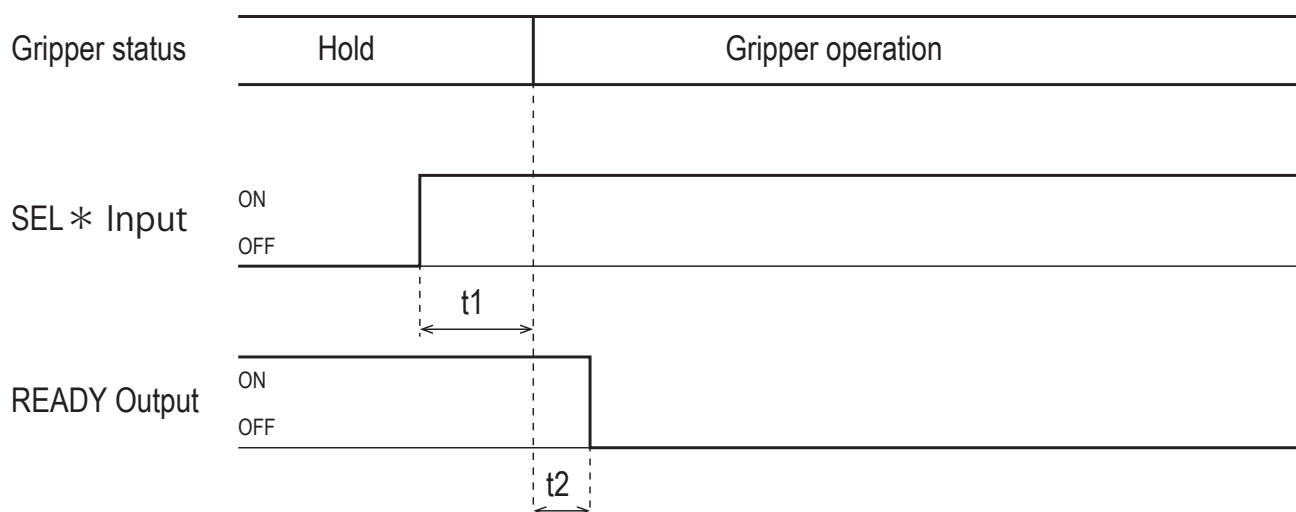 Gripper status Hold Gripper operation
SEL＊ Input
ON
OFF
t1
READY Output
ON
OFF
t2